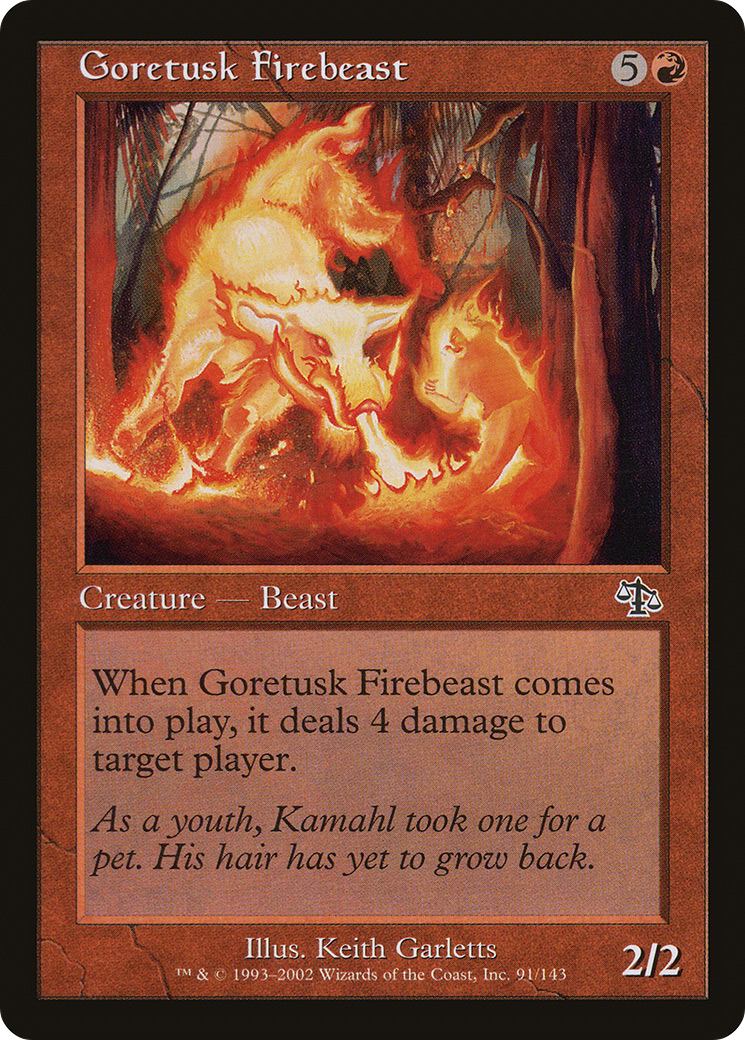 Goretusk Firebeast 5
Creature — Beast
When Goretusk Firebeast comes
into play, it deals 4 damage to
target player.
As a youth, Kamahl took one for a
pet. His hair has yet to grow back.
Illus. Keith Garletts
™ & © 1993–2002 Wizards of the Coast, Inc. 91/143
2/2